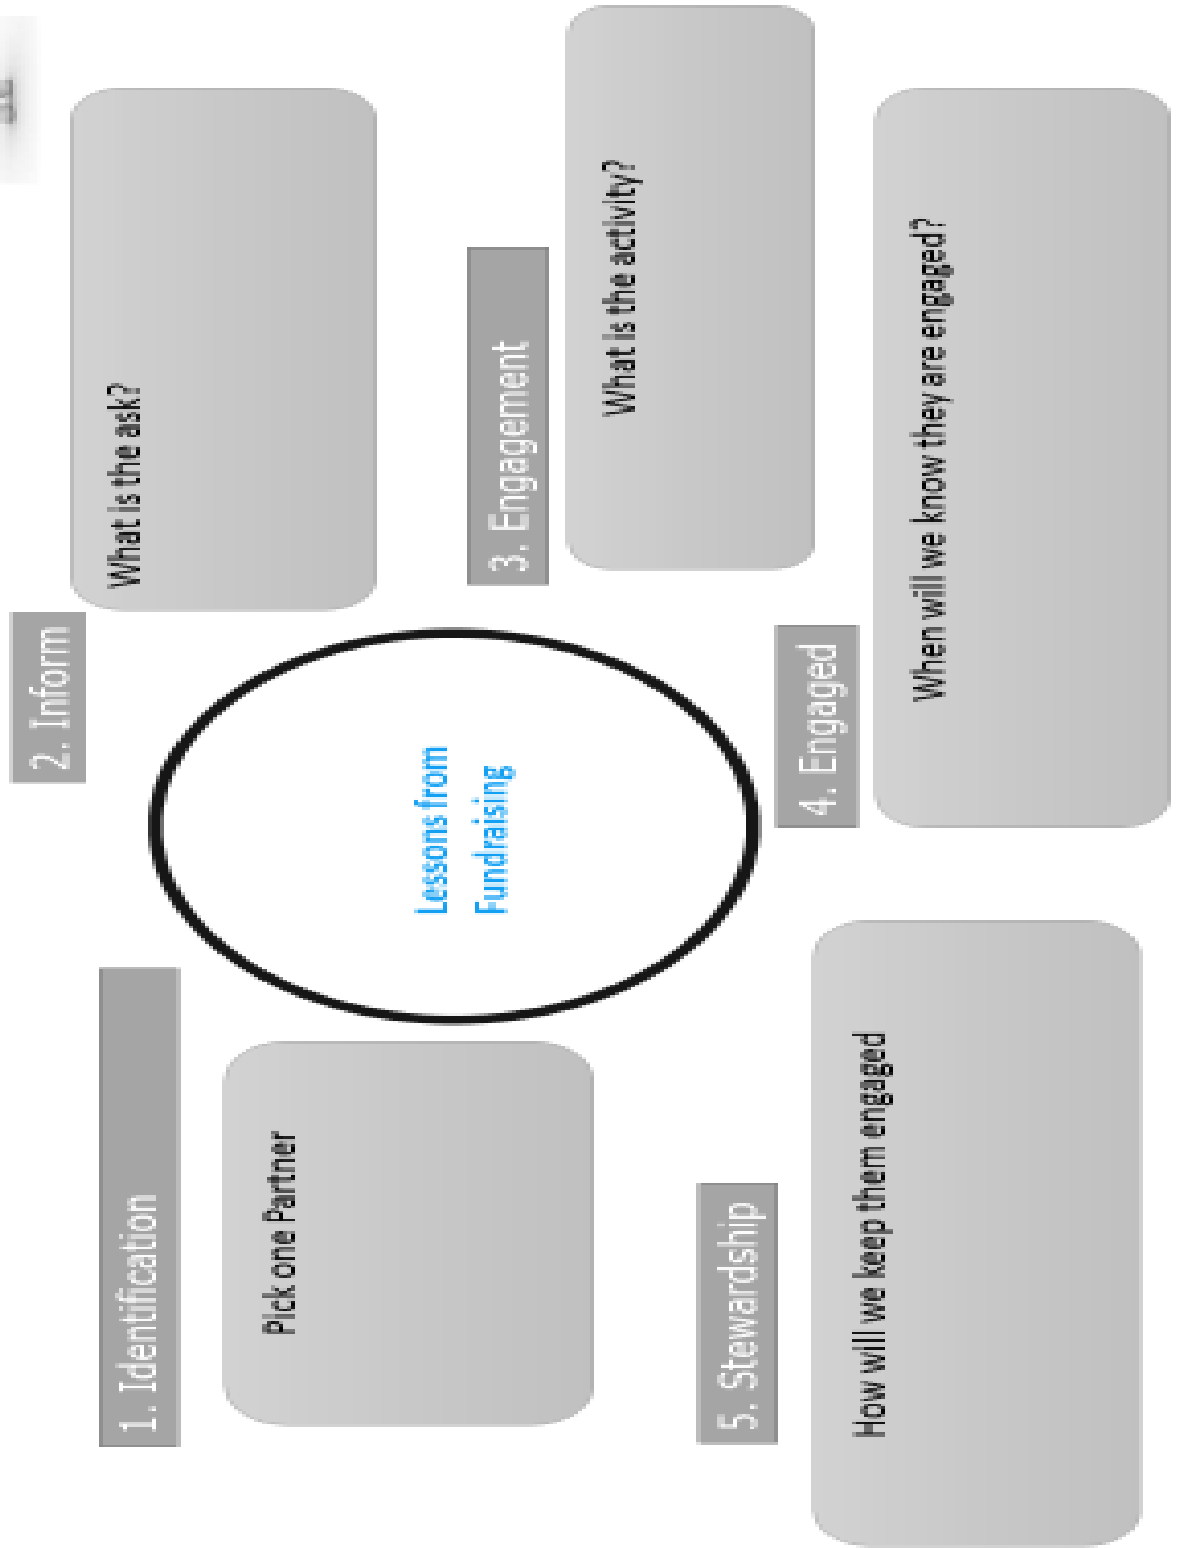 1. Identification
Pick one Partner
2. Inform
What is the ask?
Lessons from
Fundraising
3. Engagement
What is the activity?
4. Engaged
When will we know they are engaged?
5. Stewardship
How will we keep them engaged